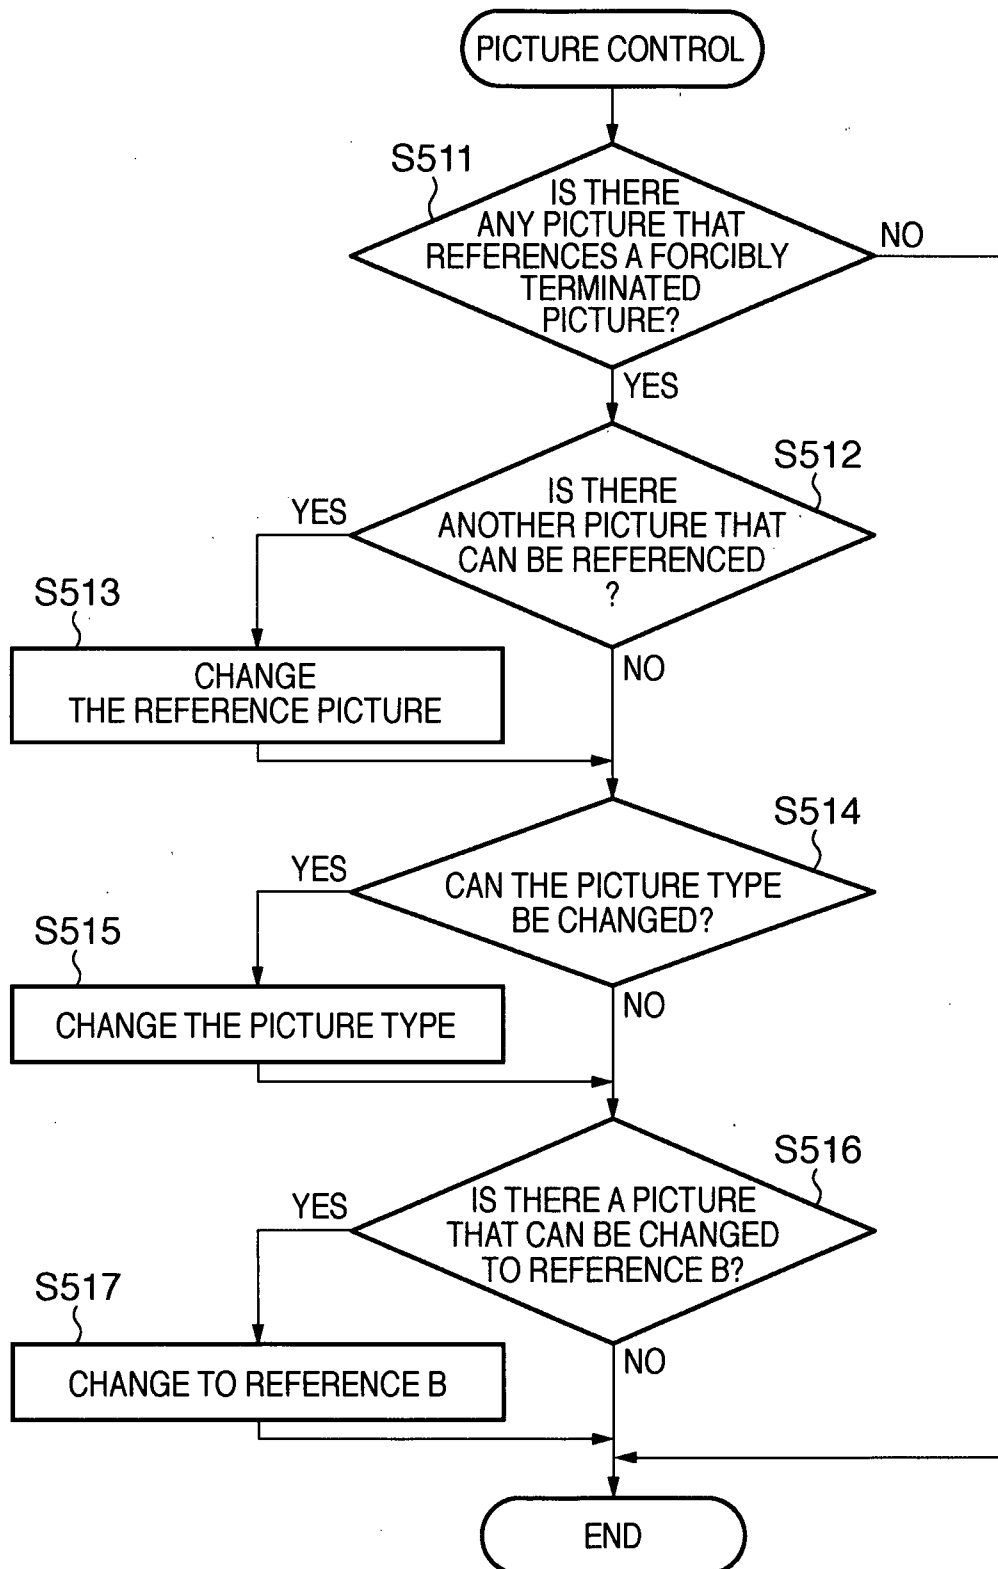 PICTURE CONTROL
S511
IS THERE
ANY PICTURE THAT
REFERENCES A FORCIBLY
TERMINATED
PICTURE?
NO
YES
S512
IS THERE
ANOTHER PICTURE THAT
CAN BE REFERENCED
?
YES
NO
S513
CHANGE
THE REFERENCE PICTURE
S514
CAN THE PICTURE TYPE
BE CHANGED?
YES
NO
S515
CHANGE THE PICTURE TYPE
S516
IS THERE A PICTURE
THAT CAN BE CHANGED
TO REFERENCE B?
YES
NO
S517
CHANGE TO REFERENCE B
END